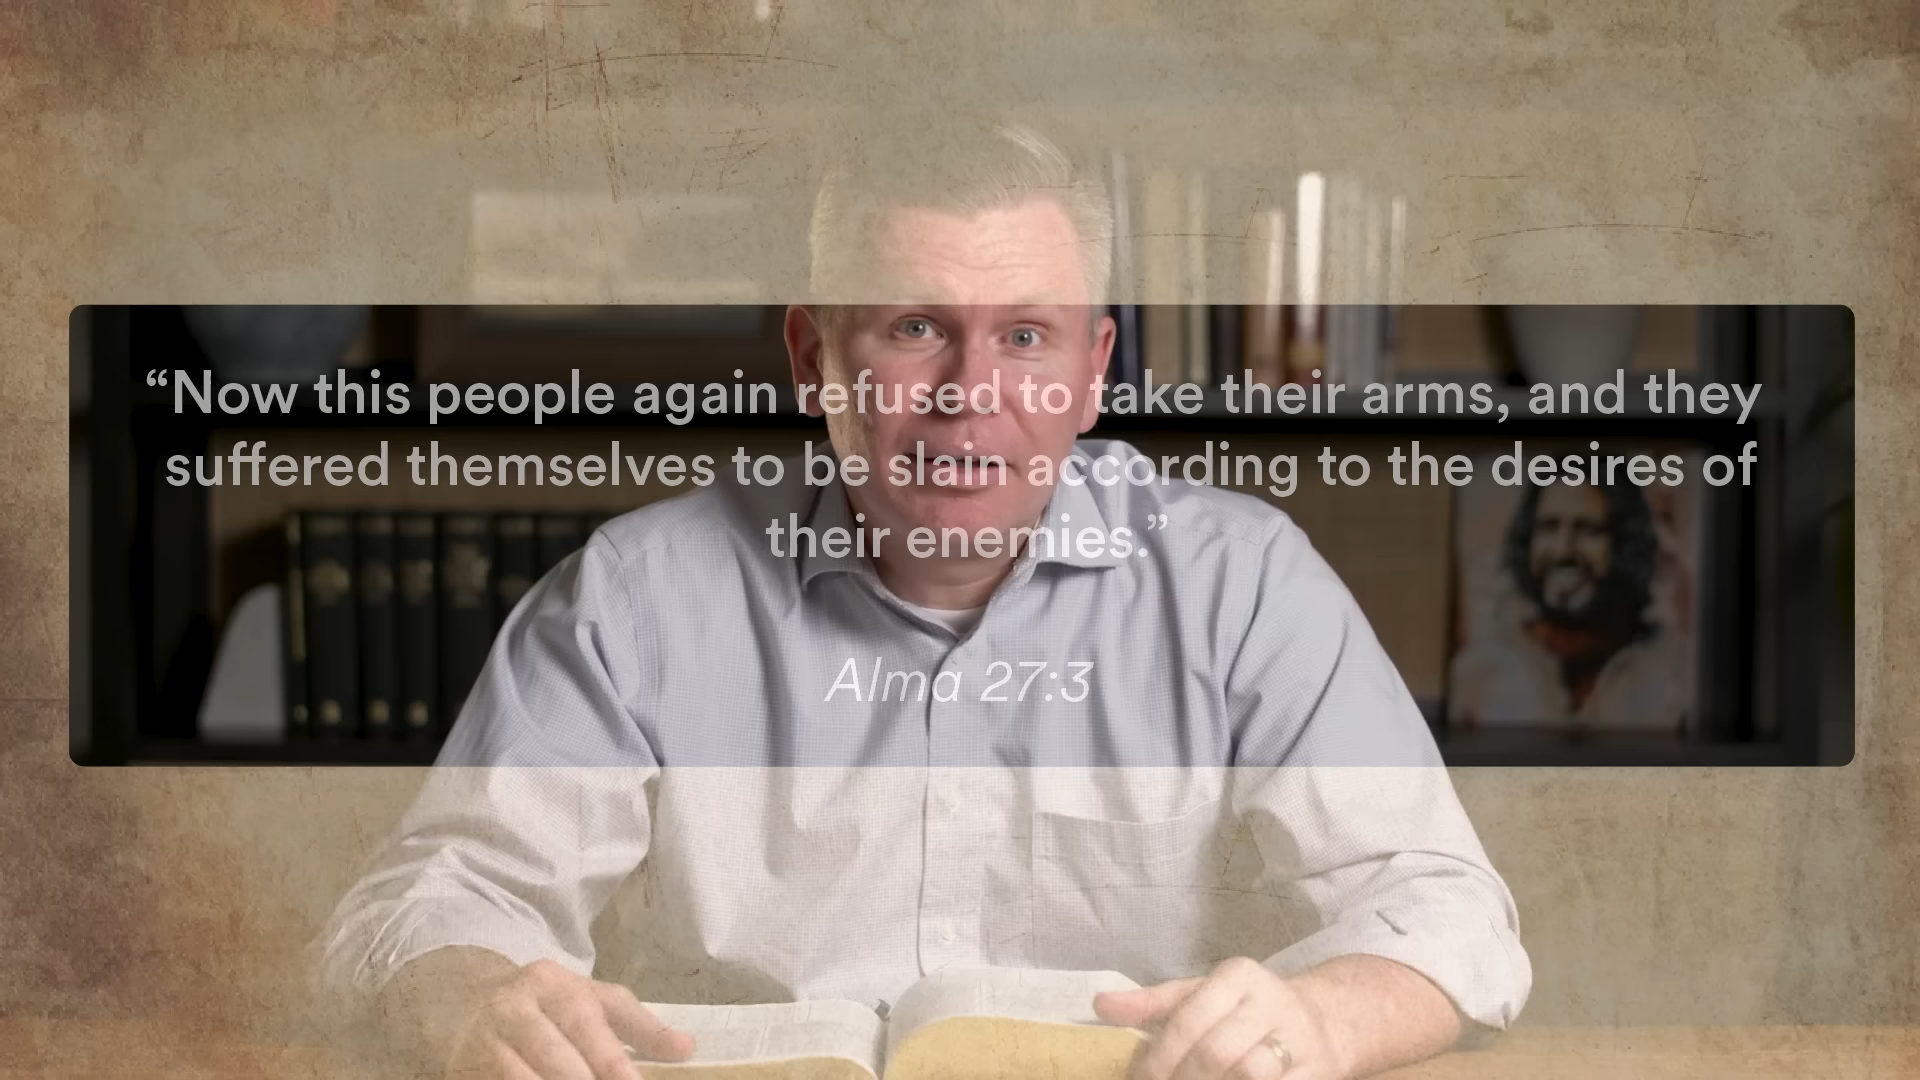 “Now this people again refused to take their arms, and they
suffered themselves to be slain according to the desires of
their enemies.”
Alma 27:3